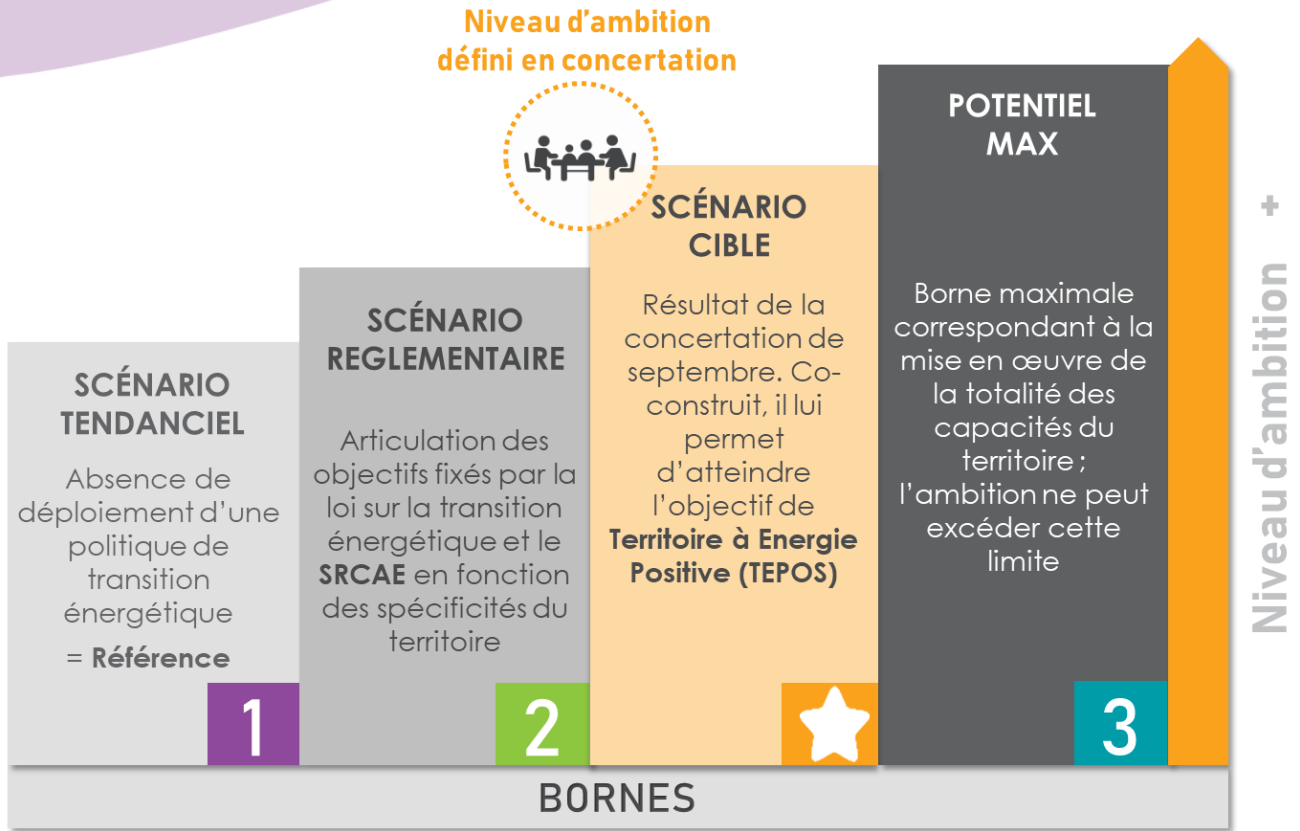 Niveau d'ambition
défini en concertation
SCÉNARIO
TENDANCIEL
Absence de
déploiement d'une
politique de
transition
énergétique
= Référence
1
SCÉNARIO
REGLEMENTAIRE
Articulation des
objectifs fixés par la
loi sur la transition
énergétique et le
SRCAE en fonction
des spécificités du
territoire
2
SCÉNARIO
CIBLE
Résultat de la
concertation de
septembre. Co-
construit, il lui
permet
d'atteindre
l'objectif de
Territoire à Energie
Positive (TEPOS)
POTENTIEL
MAX
Borne maximale
correspondant à la
mise en œuvre de
la totalité des
capacités du
territoire ;
l'ambition ne peut
excéder cette
limite
3
Niveau d'ambition +
BORNES